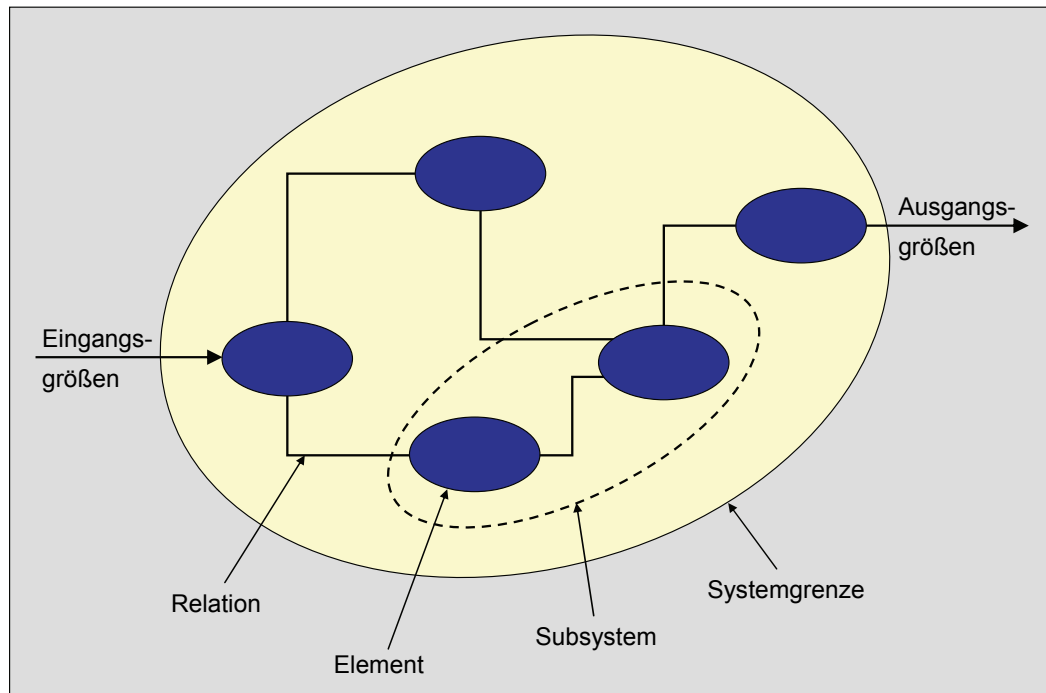 Ausgangs-
größen
Eingangs-
größen
Relation
Element
Subsystem
Systemgrenze